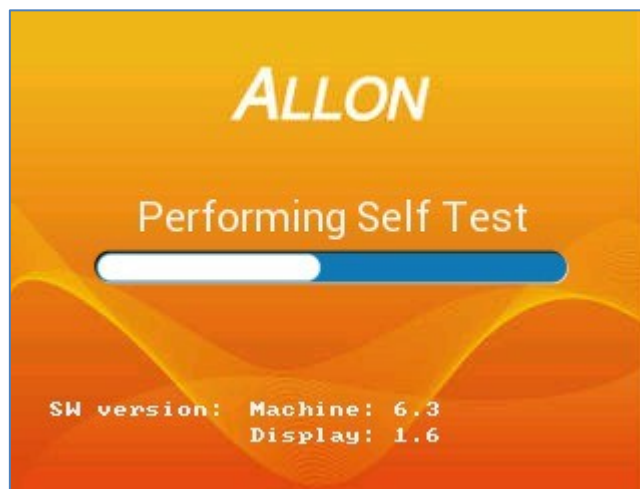 ALLON
Performing Self Test
SW version: Machine: 6.3
Display: 1.6